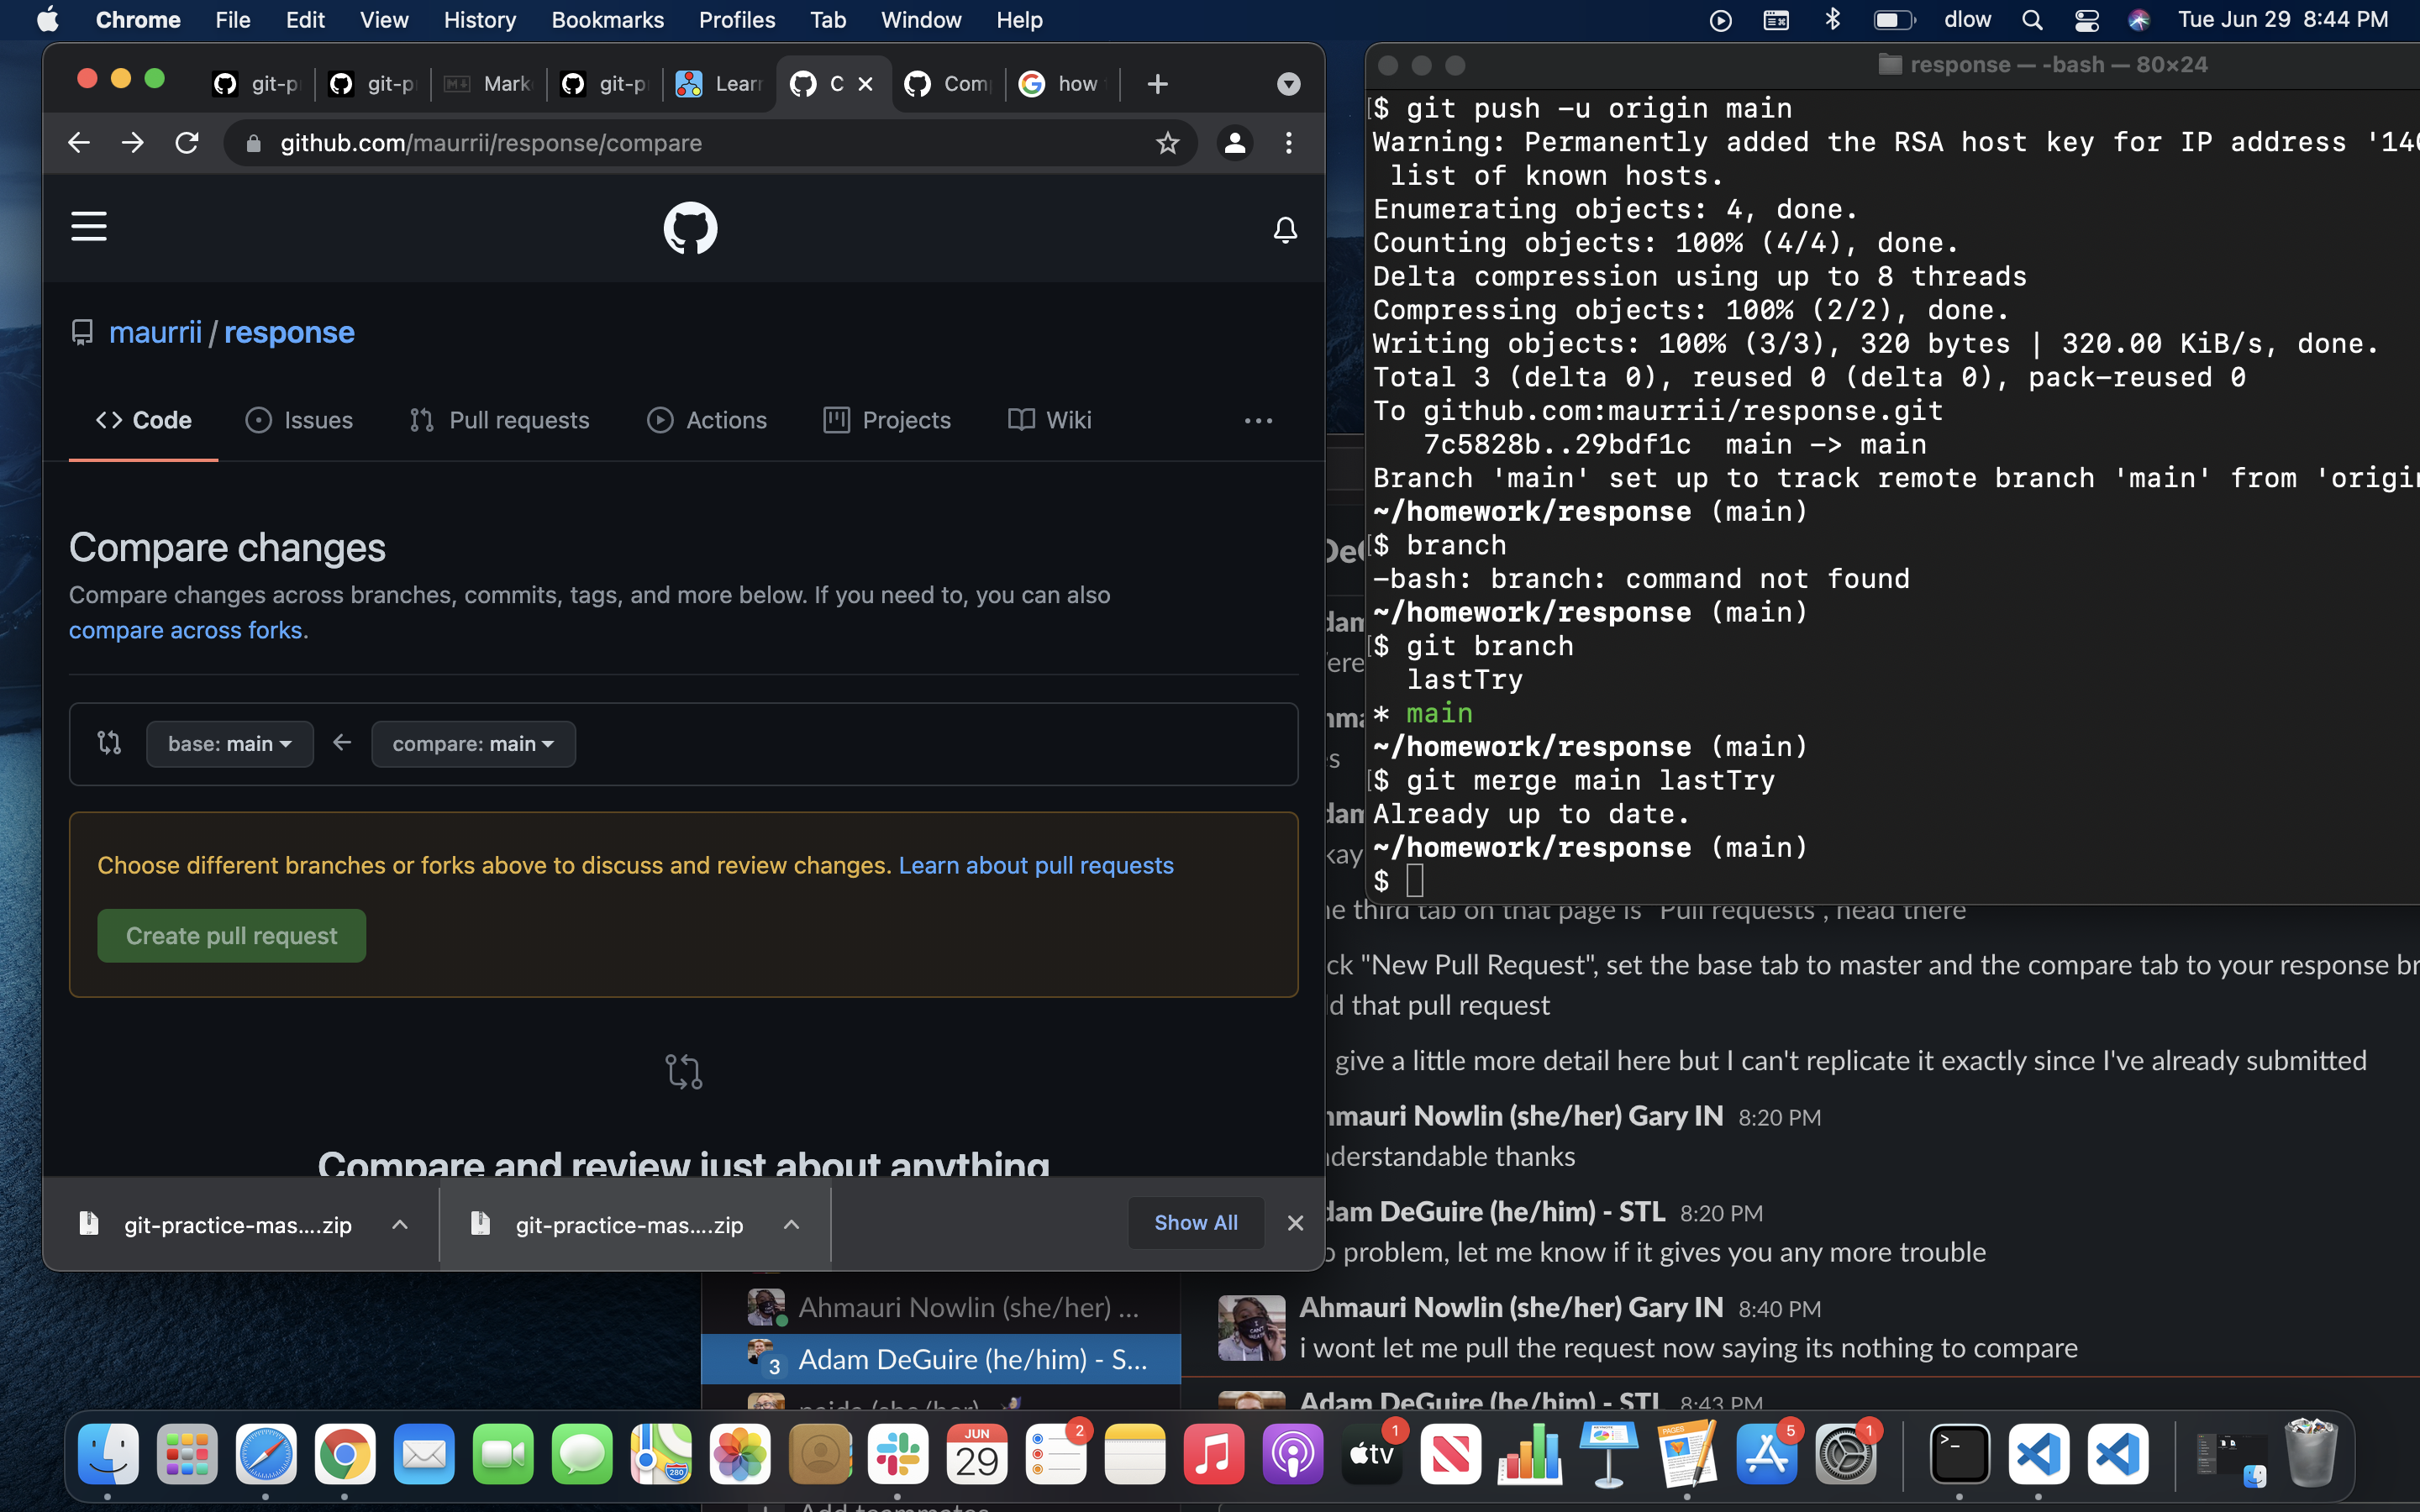 Chrome File Edit View History Bookmarks Profiles Tab Window Help
dlow Tue Jun 29 8:44 PM
git-p git-p Mark git-p Lear C Com how
github.com/maurrii/response/compare
maurrii / response
Code Issues Pull requests Actions Projects Wiki
Compare changes
Compare changes across branches, commits, tags, and more below. If you need to, you can also
compare across forks.
base: main ← compare: main
Choose different branches or forks above to discuss and review changes. Learn about pull requests
Create pull request
Compare and review just about anything
git-practice-mas....zip git-practice-mas....zip Show All
response — -bash — 80×24
$ git push -u origin main
Warning: Permanently added the RSA host key for IP address '140
list of known hosts.
Enumerating objects: 4, done.
Counting objects: 100% (4/4), done.
Delta compression using up to 8 threads
Compressing objects: 100% (2/2), done.
Writing objects: 100% (3/3), 320 bytes | 320.00 KiB/s, done.
Total 3 (delta 0), reused 0 (delta 0), pack-reused 0
To github.com:maurrii/response.git
7c5828b..29bdf1c main -> main
Branch 'main' set up to track remote branch 'main' from 'origin
~/homework/response (main)
$ branch
-bash: branch: command not found
~/homework/response (main)
$ git branch
lastTry
* main
~/homework/response (main)
$ git merge main lastTry
Already up to date.
~/homework/response (main)
$
e third tab on that page is "Pull requests", head there
ck "New Pull Request", set the base tab to master and the compare tab to your response br
d that pull request
give a little more detail here but I can't replicate it exactly since I've already submitted
hmauri Nowlin (she/her) Gary IN 8:20 PM
nderstandable thanks
dam DeGuire (he/him) - STL 8:20 PM
o problem, let me know if it gives you any more trouble
Ahmauri Nowlin (she/her) Gary IN 8:40 PM
i wont let me pull the request now saying its nothing to compare
Adam DeGuire (he/him) - STL 8:43 PM
Ahmauri Nowlin (she/her) ...
3 Adam DeGuire (he/him) - S...
Add teammates
280
JUN
29
2
tv
1
5
1